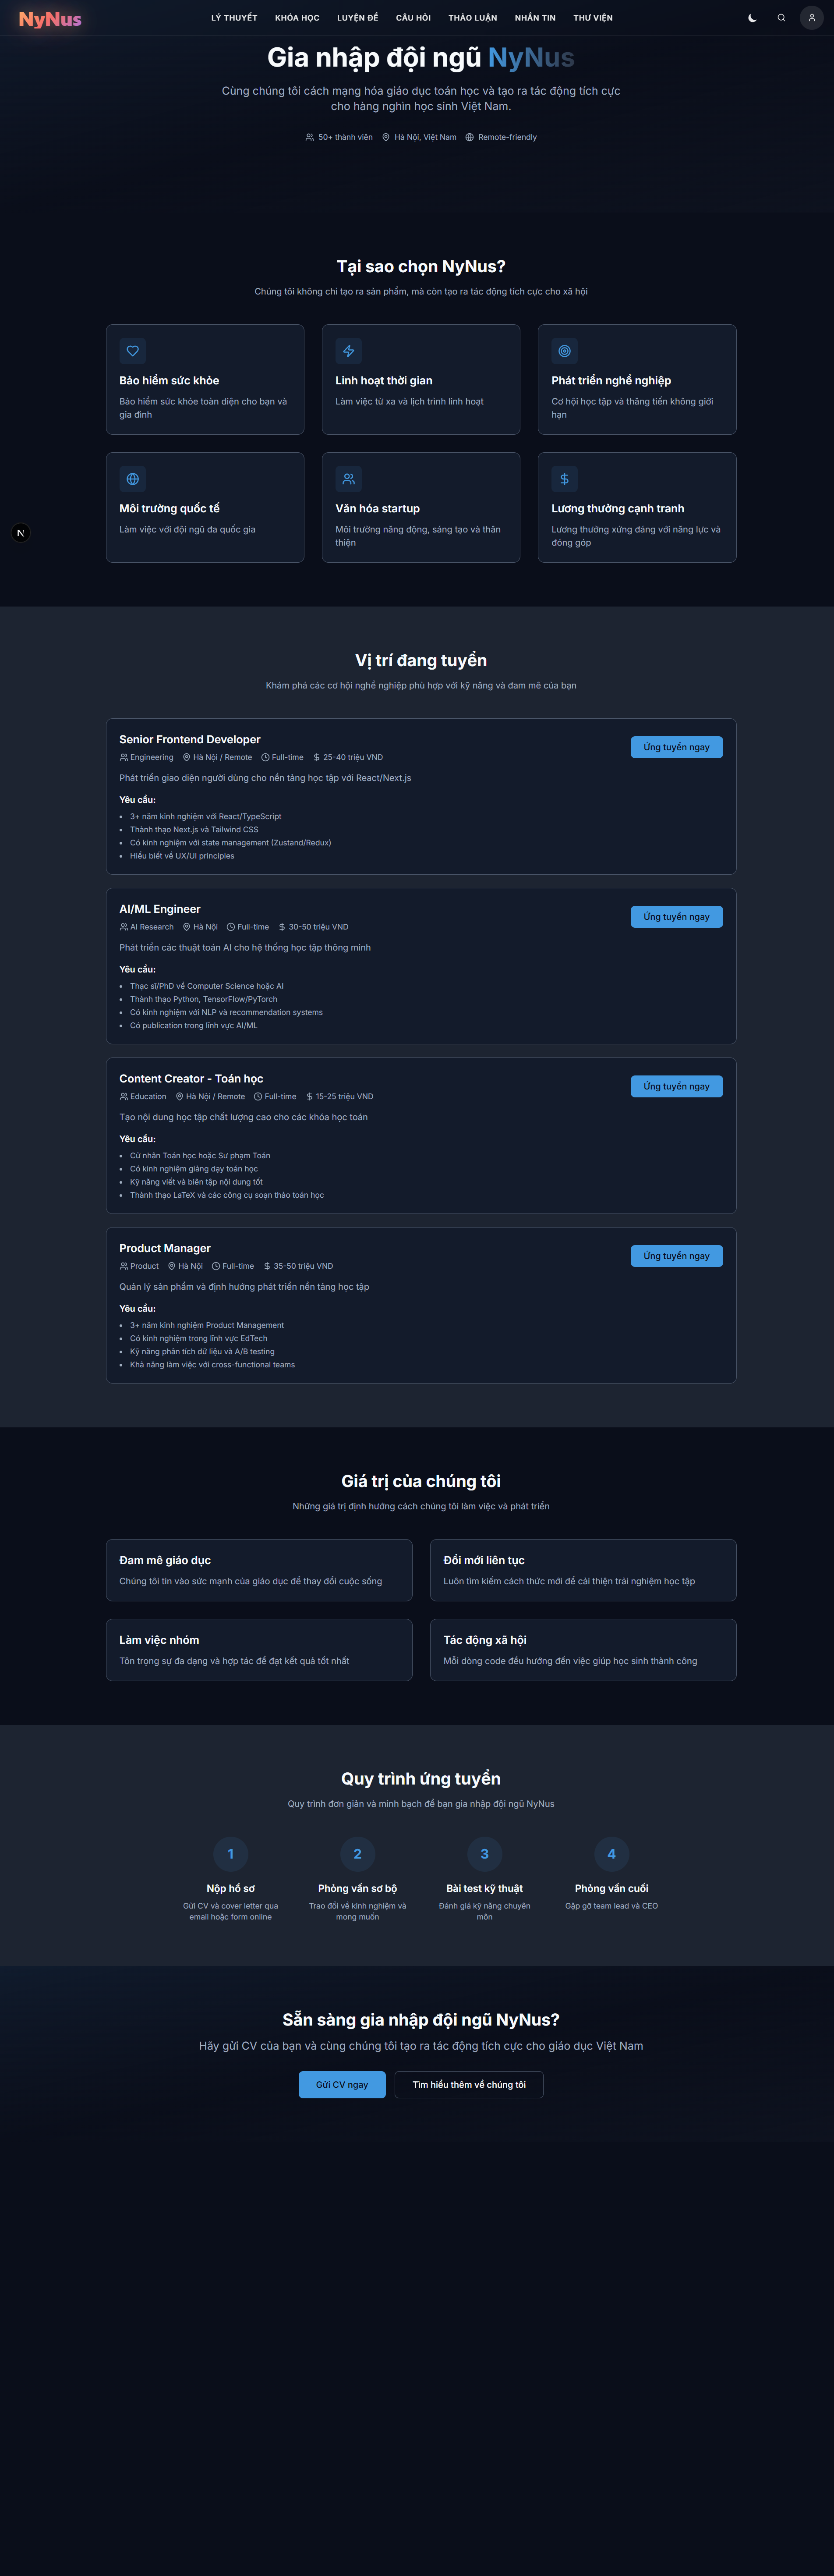 NyNus
LÝ THUYẾT KHÓA HỌC LUYỆN ĐỀ CÂU HỎI THẢO LUẬN NHẮN TIN THƯ VIỆN
Gia nhập đội ngũ NyNus
Cùng chúng tôi cách mạng hóa giáo dục toán học và tạo ra tác động tích cực
cho hàng nghìn học sinh Việt Nam.
50+ thành viên Hà Nội, Việt Nam Remote-friendly
Tại sao chọn NyNus?
Chúng tôi không chỉ tạo ra sản phẩm, mà còn tạo ra tác động tích cực cho xã hội
Bảo hiểm sức khỏe
Bảo hiểm sức khỏe toàn diện cho bạn và
gia đình
Linh hoạt thời gian
Làm việc từ xa và lịch trình linh hoạt
Phát triển nghề nghiệp
Cơ hội học tập và thăng tiến không giới
hạn
Môi trường quốc tế
Làm việc với đội ngũ đa quốc gia
Văn hóa startup
Môi trường năng động, sáng tạo và thân
thiện
Lương thưởng cạnh tranh
Lương thưởng xứng đáng với năng lực và
đóng góp
N
Vị trí đang tuyển
Khám phá các cơ hội nghề nghiệp phù hợp với kỹ năng và đam mê của bạn
Senior Frontend Developer
Ứng tuyển ngay
Engineering Hà Nội / Remote Full-time 25-40 triệu VND
Phát triển giao diện người dùng cho nền tảng học tập với React/Next.js
Yêu cầu:
• 3+ năm kinh nghiệm với React/TypeScript
• Thành thạo Next.js và Tailwind CSS
• Có kinh nghiệm với state management (Zustand/Redux)
• Hiểu biết về UX/UI principles
AI/ML Engineer
Ứng tuyển ngay
AI Research Hà Nội Full-time 30-50 triệu VND
Phát triển các thuật toán AI cho hệ thống học tập thông minh
Yêu cầu:
• Thạc sĩ/PhD về Computer Science hoặc AI
• Thành thạo Python, TensorFlow/PyTorch
• Có kinh nghiệm với NLP và recommendation systems
• Có publication trong lĩnh vực AI/ML
Content Creator - Toán học
Ứng tuyển ngay
Education Hà Nội / Remote Full-time 15-25 triệu VND
Tạo nội dung học tập chất lượng cao cho các khóa học toán
Yêu cầu:
• Cử nhân Toán học hoặc Sư phạm Toán
• Có kinh nghiệm giảng dạy toán học
• Kỹ năng viết và biên tập nội dung tốt
• Thành thạo LaTeX và các công cụ soạn thảo toán học
Product Manager
Ứng tuyển ngay
Product Hà Nội Full-time 35-50 triệu VND
Quản lý sản phẩm và định hướng phát triển nền tảng học tập
Yêu cầu:
• 3+ năm kinh nghiệm Product Management
• Có kinh nghiệm trong lĩnh vực EdTech
• Kỹ năng phân tích dữ liệu và A/B testing
• Khả năng làm việc với cross-functional teams
Giá trị của chúng tôi
Những giá trị định hướng cách chúng tôi làm việc và phát triển
Đam mê giáo dục
Chúng tôi tin vào sức mạnh của giáo dục để thay đổi cuộc sống
Đổi mới liên tục
Luôn tìm kiếm cách thức mới để cải thiện trải nghiệm học tập
Làm việc nhóm
Tôn trọng sự đa dạng và hợp tác để đạt kết quả tốt nhất
Tác động xã hội
Mỗi dòng code đều hướng đến việc giúp học sinh thành công
Quy trình ứng tuyển
Quy trình đơn giản và minh bạch để bạn gia nhập đội ngũ NyNus
1
Nộp hồ sơ
Gửi CV và cover letter qua
email hoặc form online
2
Phỏng vấn sơ bộ
Trao đổi về kinh nghiệm và
mong muốn
3
Bài test kỹ thuật
Đánh giá kỹ năng chuyên
môn
4
Phỏng vấn cuối
Gặp gỡ team lead và CEO
Sẵn sàng gia nhập đội ngũ NyNus?
Hãy gửi CV của bạn và cùng chúng tôi tạo ra tác động tích cực cho giáo dục Việt Nam
Gửi CV ngay Tìm hiểu thêm về chúng tôi